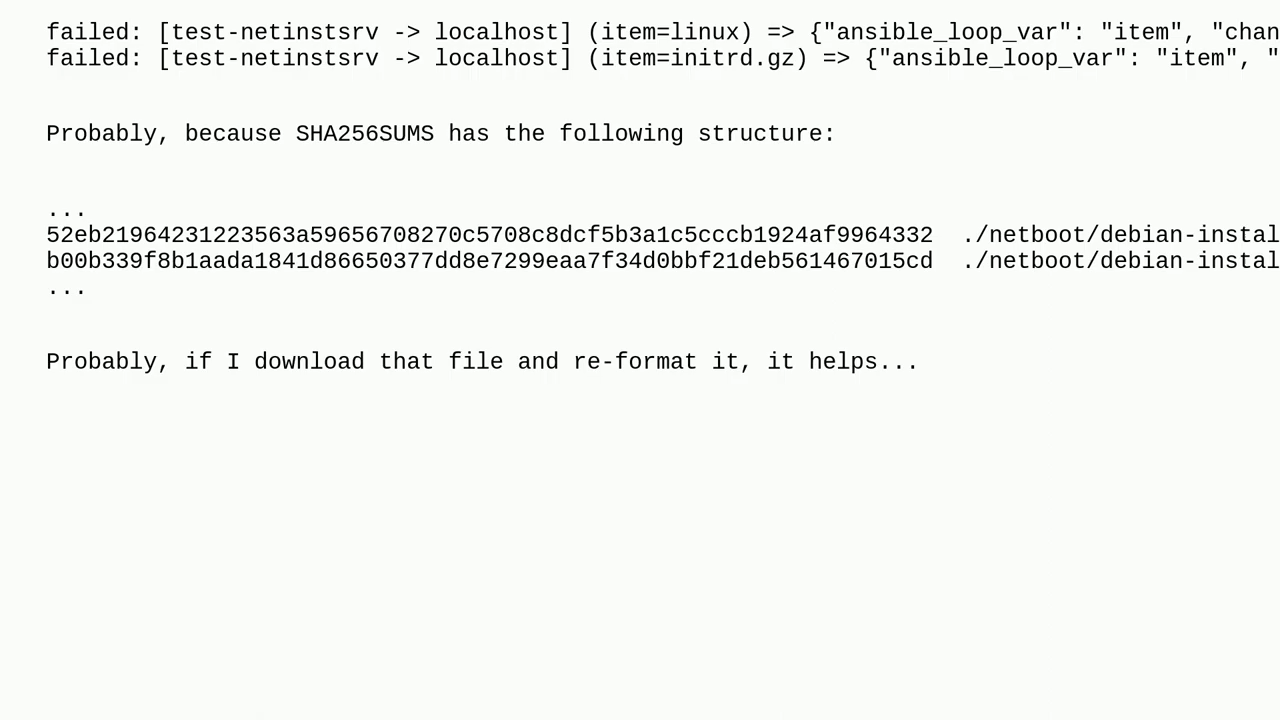 failed: [test-netinstsrv -> localhost] (item=linux) => {"ansible_loop_var": "item", "chan
failed: [test-netinstsrv -> localhost] (item=initrd.gz) => {"ansible_loop_var": "item", "
Probably, because SHA256SUMS has the following structure:
...
52eb21964231223563a59656708270c5708c8dcf5b3a1c5cccb1924af9964332  ./netboot/debian-instal
b00b339f8b1aada1841d86650377dd8e7299eaa7f34d0bbf21deb561467015cd  ./netboot/debian-instal
...
Probably, if I download that file and re-format it, it helps...